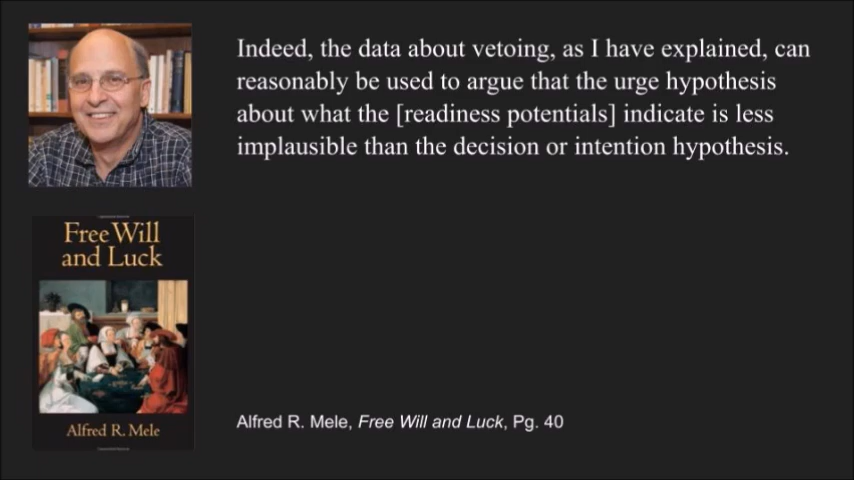 Indeed, the data about vetoing, as I have explained, can
reasonably be used to argue that the urge hypothesis
about what the [readiness potentials] indicate is less
implausible than the decision or intention hypothesis.
Free Will
and Luck
Alfred R. Mele
Alfred R. Mele, Free Will and Luck, Pg. 40